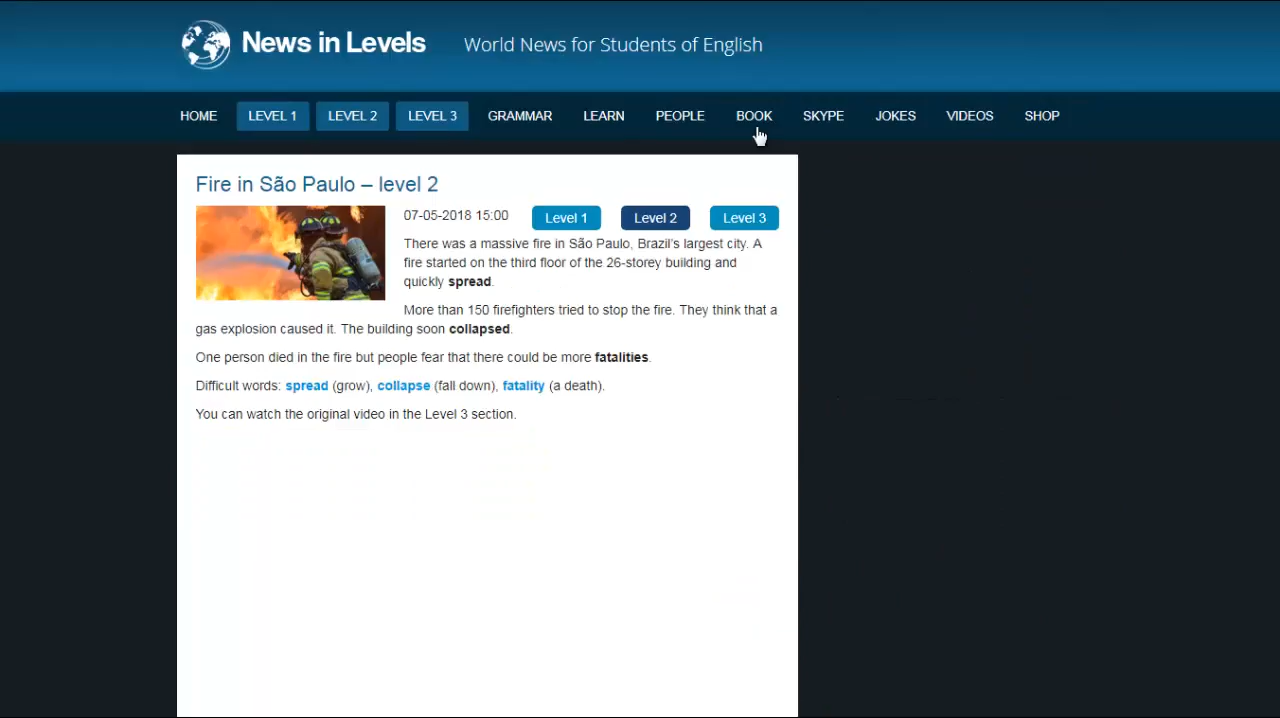 News in Levels
World News for Students of English
HOME LEVEL 1 LEVEL 2 LEVEL 3 GRAMMAR LEARN PEOPLE BOOK SKYPE JOKES VIDEOS SHOP
Fire in São Paulo – level 2
07-05-2018 15:00 Level 1 Level 2 Level 3
There was a massive fire in São Paulo, Brazil's largest city. A
fire started on the third floor of the 26-storey building and
quickly spread.
More than 150 firefighters tried to stop the fire. They think that a
gas explosion caused it. The building soon collapsed.
One person died in the fire but people fear that there could be more fatalities.
Difficult words: spread (grow), collapse (fall down), fatality (a death).
You can watch the original video in the Level 3 section.